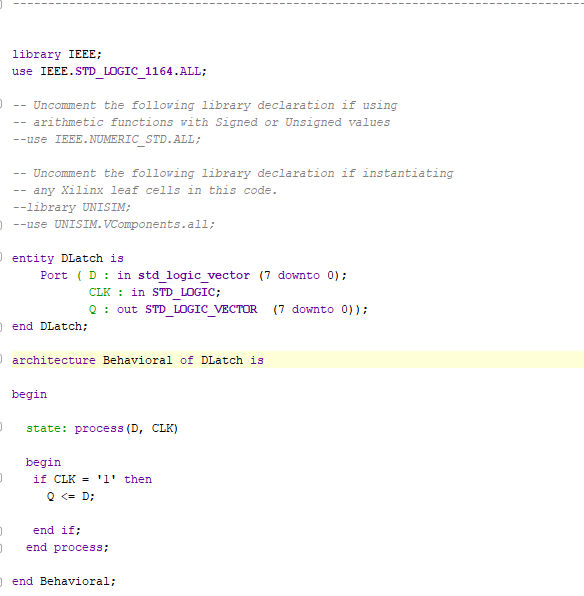 ----------------------------------------------------------------------------------
library IEEE;
use IEEE.STD_LOGIC_1164.ALL;
-- Uncomment the following library declaration if using
-- arithmetic functions with Signed or Unsigned values
--use IEEE.NUMERIC_STD.ALL;
-- Uncomment the following library declaration if instantiating
-- any Xilinx leaf cells in this code.
--library UNISIM;
--use UNISIM.VComponents.all;
entity DLatch is
    Port ( D : in std_logic_vector (7 downto 0);
           CLK : in STD_LOGIC;
           Q : out STD_LOGIC_VECTOR  (7 downto 0));
end DLatch;
architecture Behavioral of DLatch is
begin
  state: process(D, CLK)
  begin
   if CLK = '1' then
     Q <= D;
   end if;
  end process;
end Behavioral;